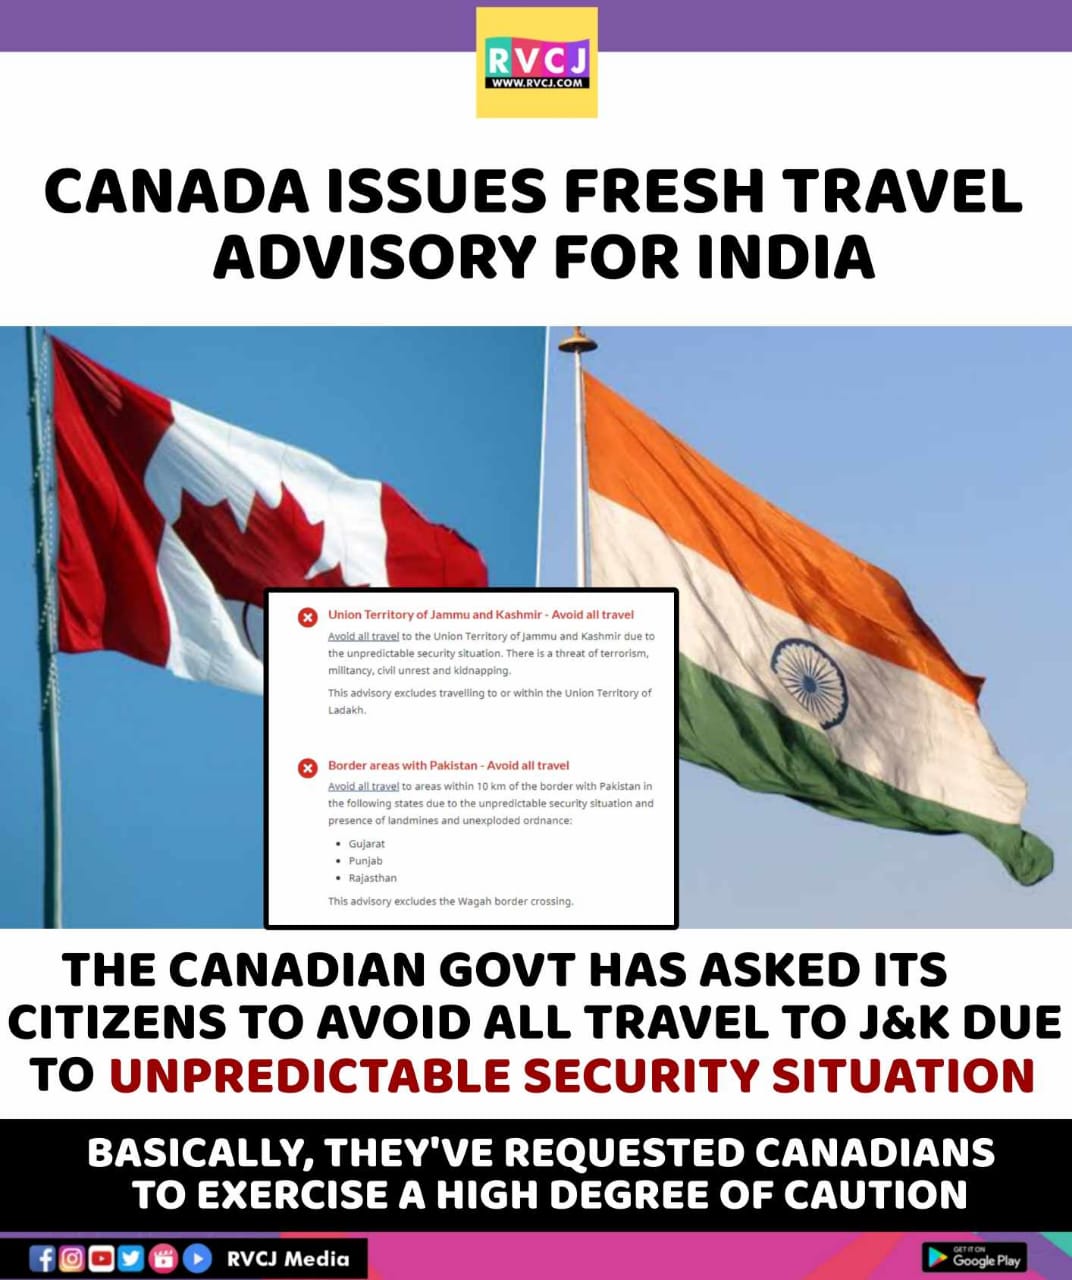 RVCJ
WWW.RVCJ.COM
CANADA ISSUES FRESH TRAVEL
ADVISORY FOR INDIA
Union Territory of Jammu and Kashmir - Avoid all travel
Avoid all travel to the Union Territory of Jammu and Kashmir due to
the unpredictable security situation. There is a threat of terrorism,
militancy, civil unrest and kidnapping.
This advisory excludes travelling to or within the Union Territory of
Ladakh.
Border areas with Pakistan - Avoid all travel
Avoid all travel to areas within 10 km of the border with Pakistan in
the following states due to the unpredictable security situation and
presence of landmines and unexploded ordnance:
• Gujarat
• Punjab
• Rajasthan
This advisory excludes the Wagah border crossing.
THE CANADIAN GOVT HAS ASKED ITS
CITIZENS TO AVOID ALL TRAVEL TO J&K DUE
TO UNPREDICTABLE SECURITY SITUATION
BASICALLY, THEY'VE REQUESTED CANADIANS
TO EXERCISE A HIGH DEGREE OF CAUTION
RVCJ Media
GET IT ON
Google Play